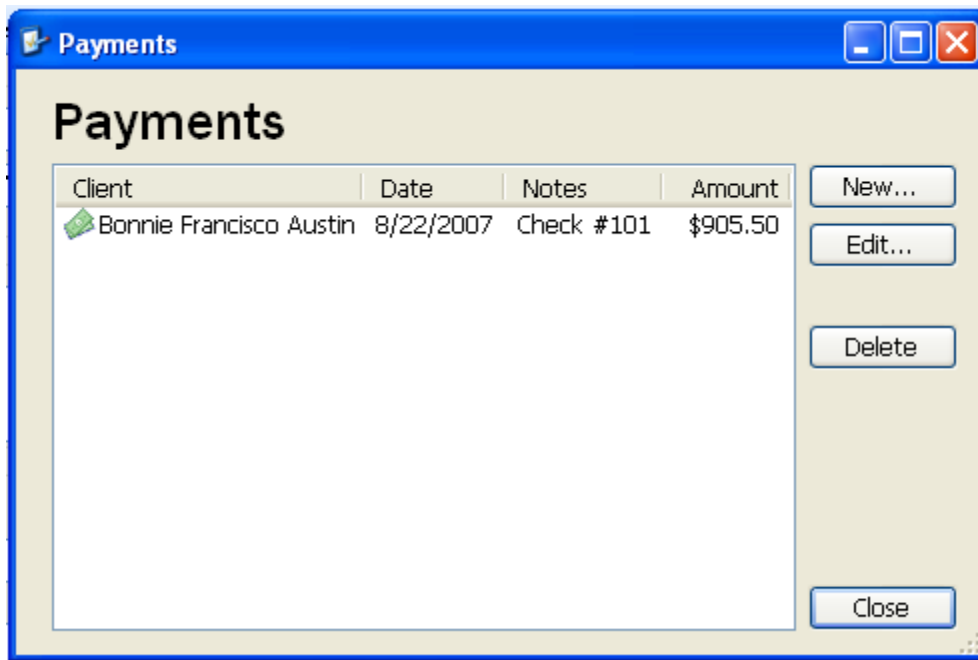 Payments
Payments
Client Date Notes Amount
Bonnie Francisco Austin 8/22/2007 Check #101 $905.50
New...
Edit...
Delete
Close